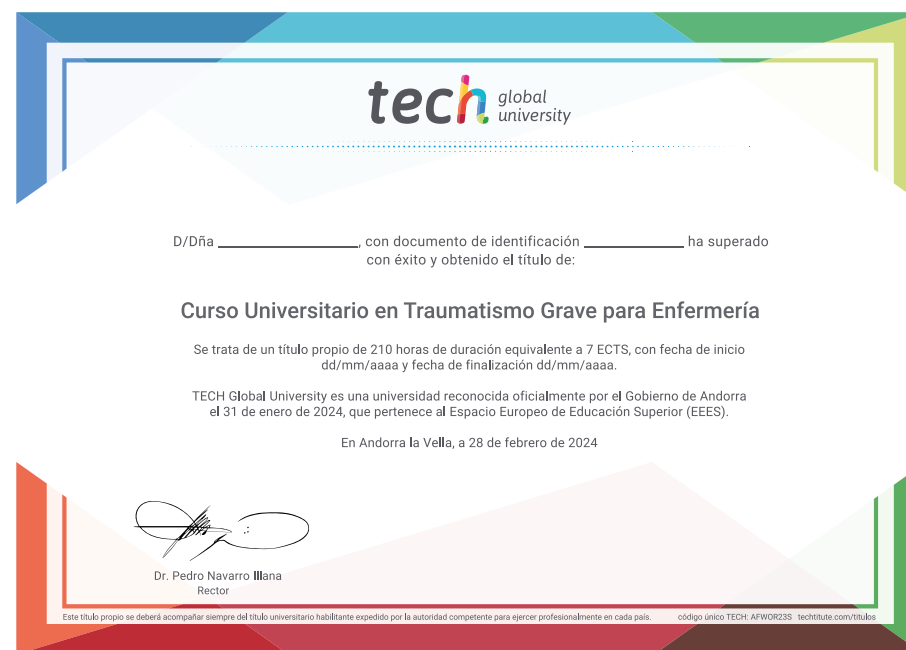 tech global university
D/Dña ____________________, con documento de identificación ______________ ha superado
con éxito y obtenido el título de:
Curso Universitario en Traumatismo Grave para Enfermería
Se trata de un título propio de 210 horas de duración equivalente a 7 ECTS, con fecha de inicio
dd/mm/aaaa y fecha de finalización dd/mm/aaaa.
TECH Global University es una universidad reconocida oficialmente por el Gobierno de Andorra
el 31 de enero de 2024, que pertenece al Espacio Europeo de Educación Superior (EEES).
En Andorra la Vella, a 28 de febrero de 2024
Dr. Pedro Navarro Illana
Rector
Este título propio se deberá acompañar siempre del título universitario habilitante expedido por la autoridad competente para ejercer profesionalmente en cada país. código único TECH: AFWOR23S techtitute.com/titulos